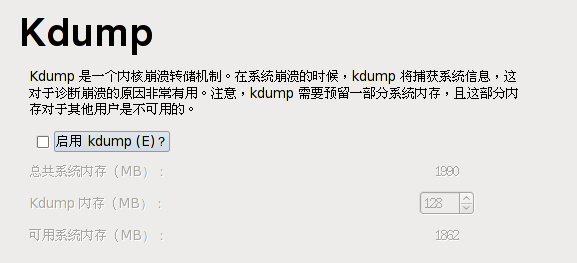 Kdump
Kdump 是一个内核崩溃转储机制。在系统崩溃的时候，kdump 将捕获系统信息，这
对于诊断崩溃的原因非常有用。注意，kdump 需要预留一部分系统内存，且这部分内
存对于其他用户是不可用的。
启用 kdump (E)？
总共系统内存（MB）： 1990
Kdump 内存（MB）： 128
可用系统内存（MB）： 1862